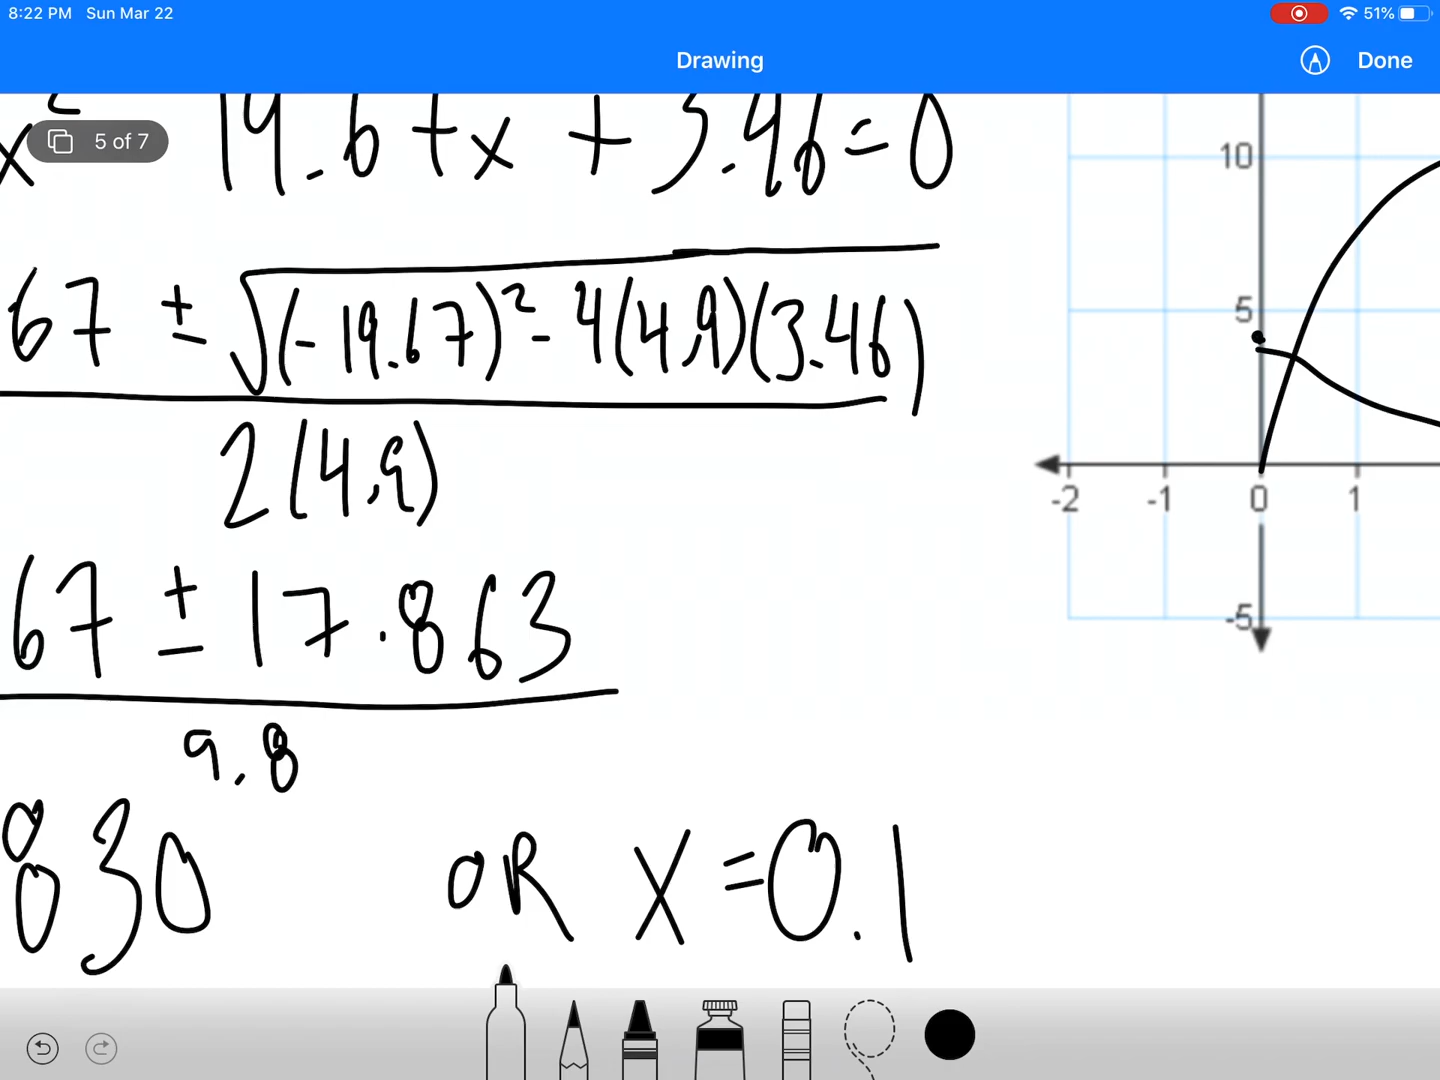 8:22 PM Sun Mar 22
51%
Drawing
Done
5 of 7
x² 19.6+x + 3.46=0
67 ± √(-19.67)² - 4(4,9)(3.46)
2(4,9)
67 ± 17.863
9.8
830 OR X=0.1
10
5
-2 -1 0 1
-5